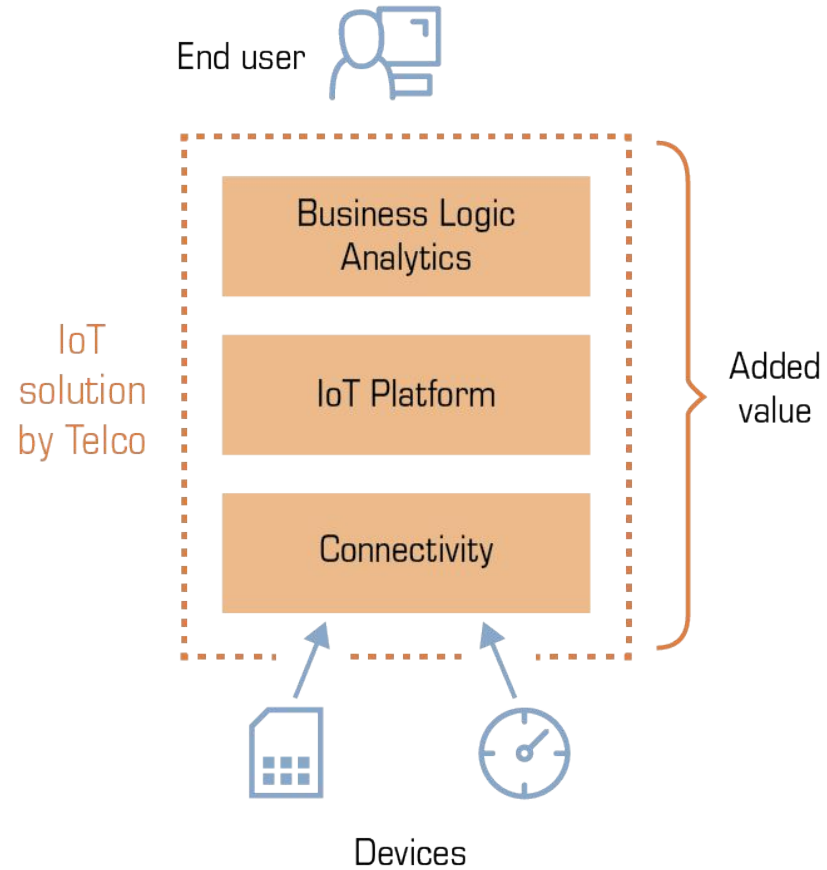 End user
Business Logic
Analytics
IoT
solution
by Telco
IoT Platform
Added
value
Connectivity
Devices